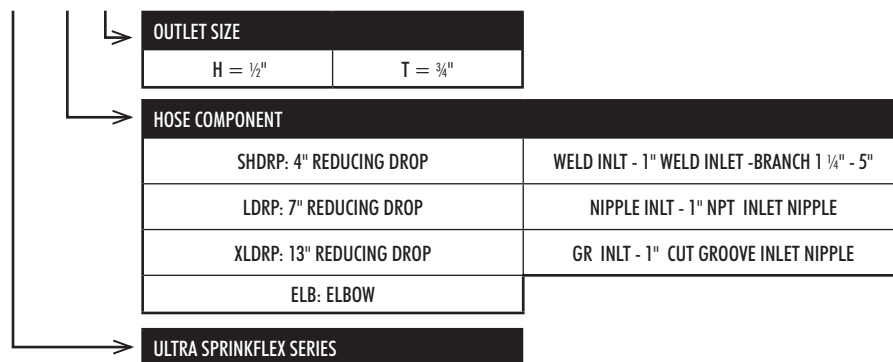 OUTLET SIZE
H = ½" T = ¾"
HOSE COMPONENT
SHDRP: 4" REDUCING DROP WELD INLT - 1" WELD INLET -BRANCH 1 ¼" - 5"
LDRP: 7" REDUCING DROP NIPPLE INLT - 1" NPT INLET NIPPLE
XLDRP: 13" REDUCING DROP GR INLT - 1" CUT GROOVE INLET NIPPLE
ELB: ELBOW
ULTRA SPRINKFLEX SERIES